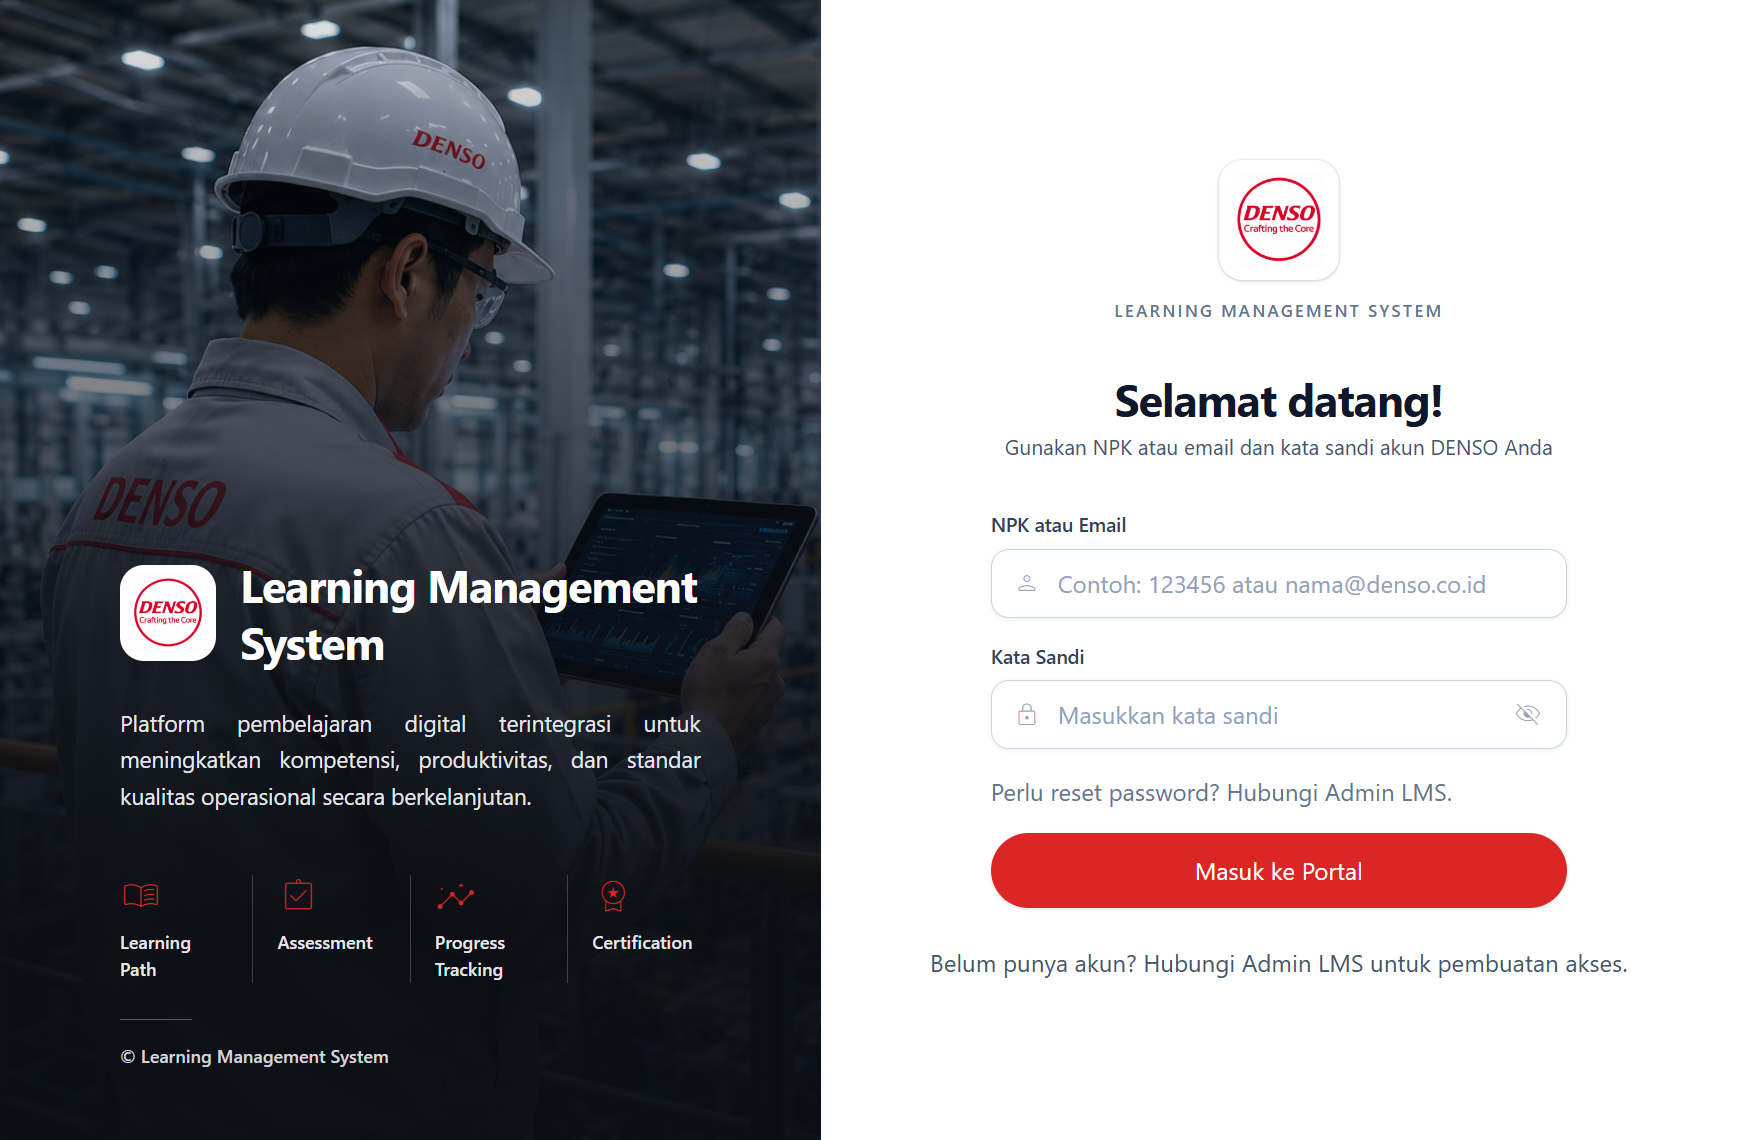 DENSO
DENSO
DENSO
Crafting the Core
Learning Management
System
Platform pembelajaran digital terintegrasi untuk
meningkatkan kompetensi, produktivitas, dan standar
kualitas operasional secara berkelanjutan.
Learning
Path
Assessment
Progress
Tracking
Certification
© Learning Management System
DENSO
Crafting the Core
LEARNING MANAGEMENT SYSTEM
Selamat datang!
Gunakan NPK atau email dan kata sandi akun DENSO Anda
NPK atau Email
Contoh: 123456 atau nama@denso.co.id
Kata Sandi
Masukkan kata sandi
Perlu reset password? Hubungi Admin LMS.
Masuk ke Portal
Belum punya akun? Hubungi Admin LMS untuk pembuatan akses.